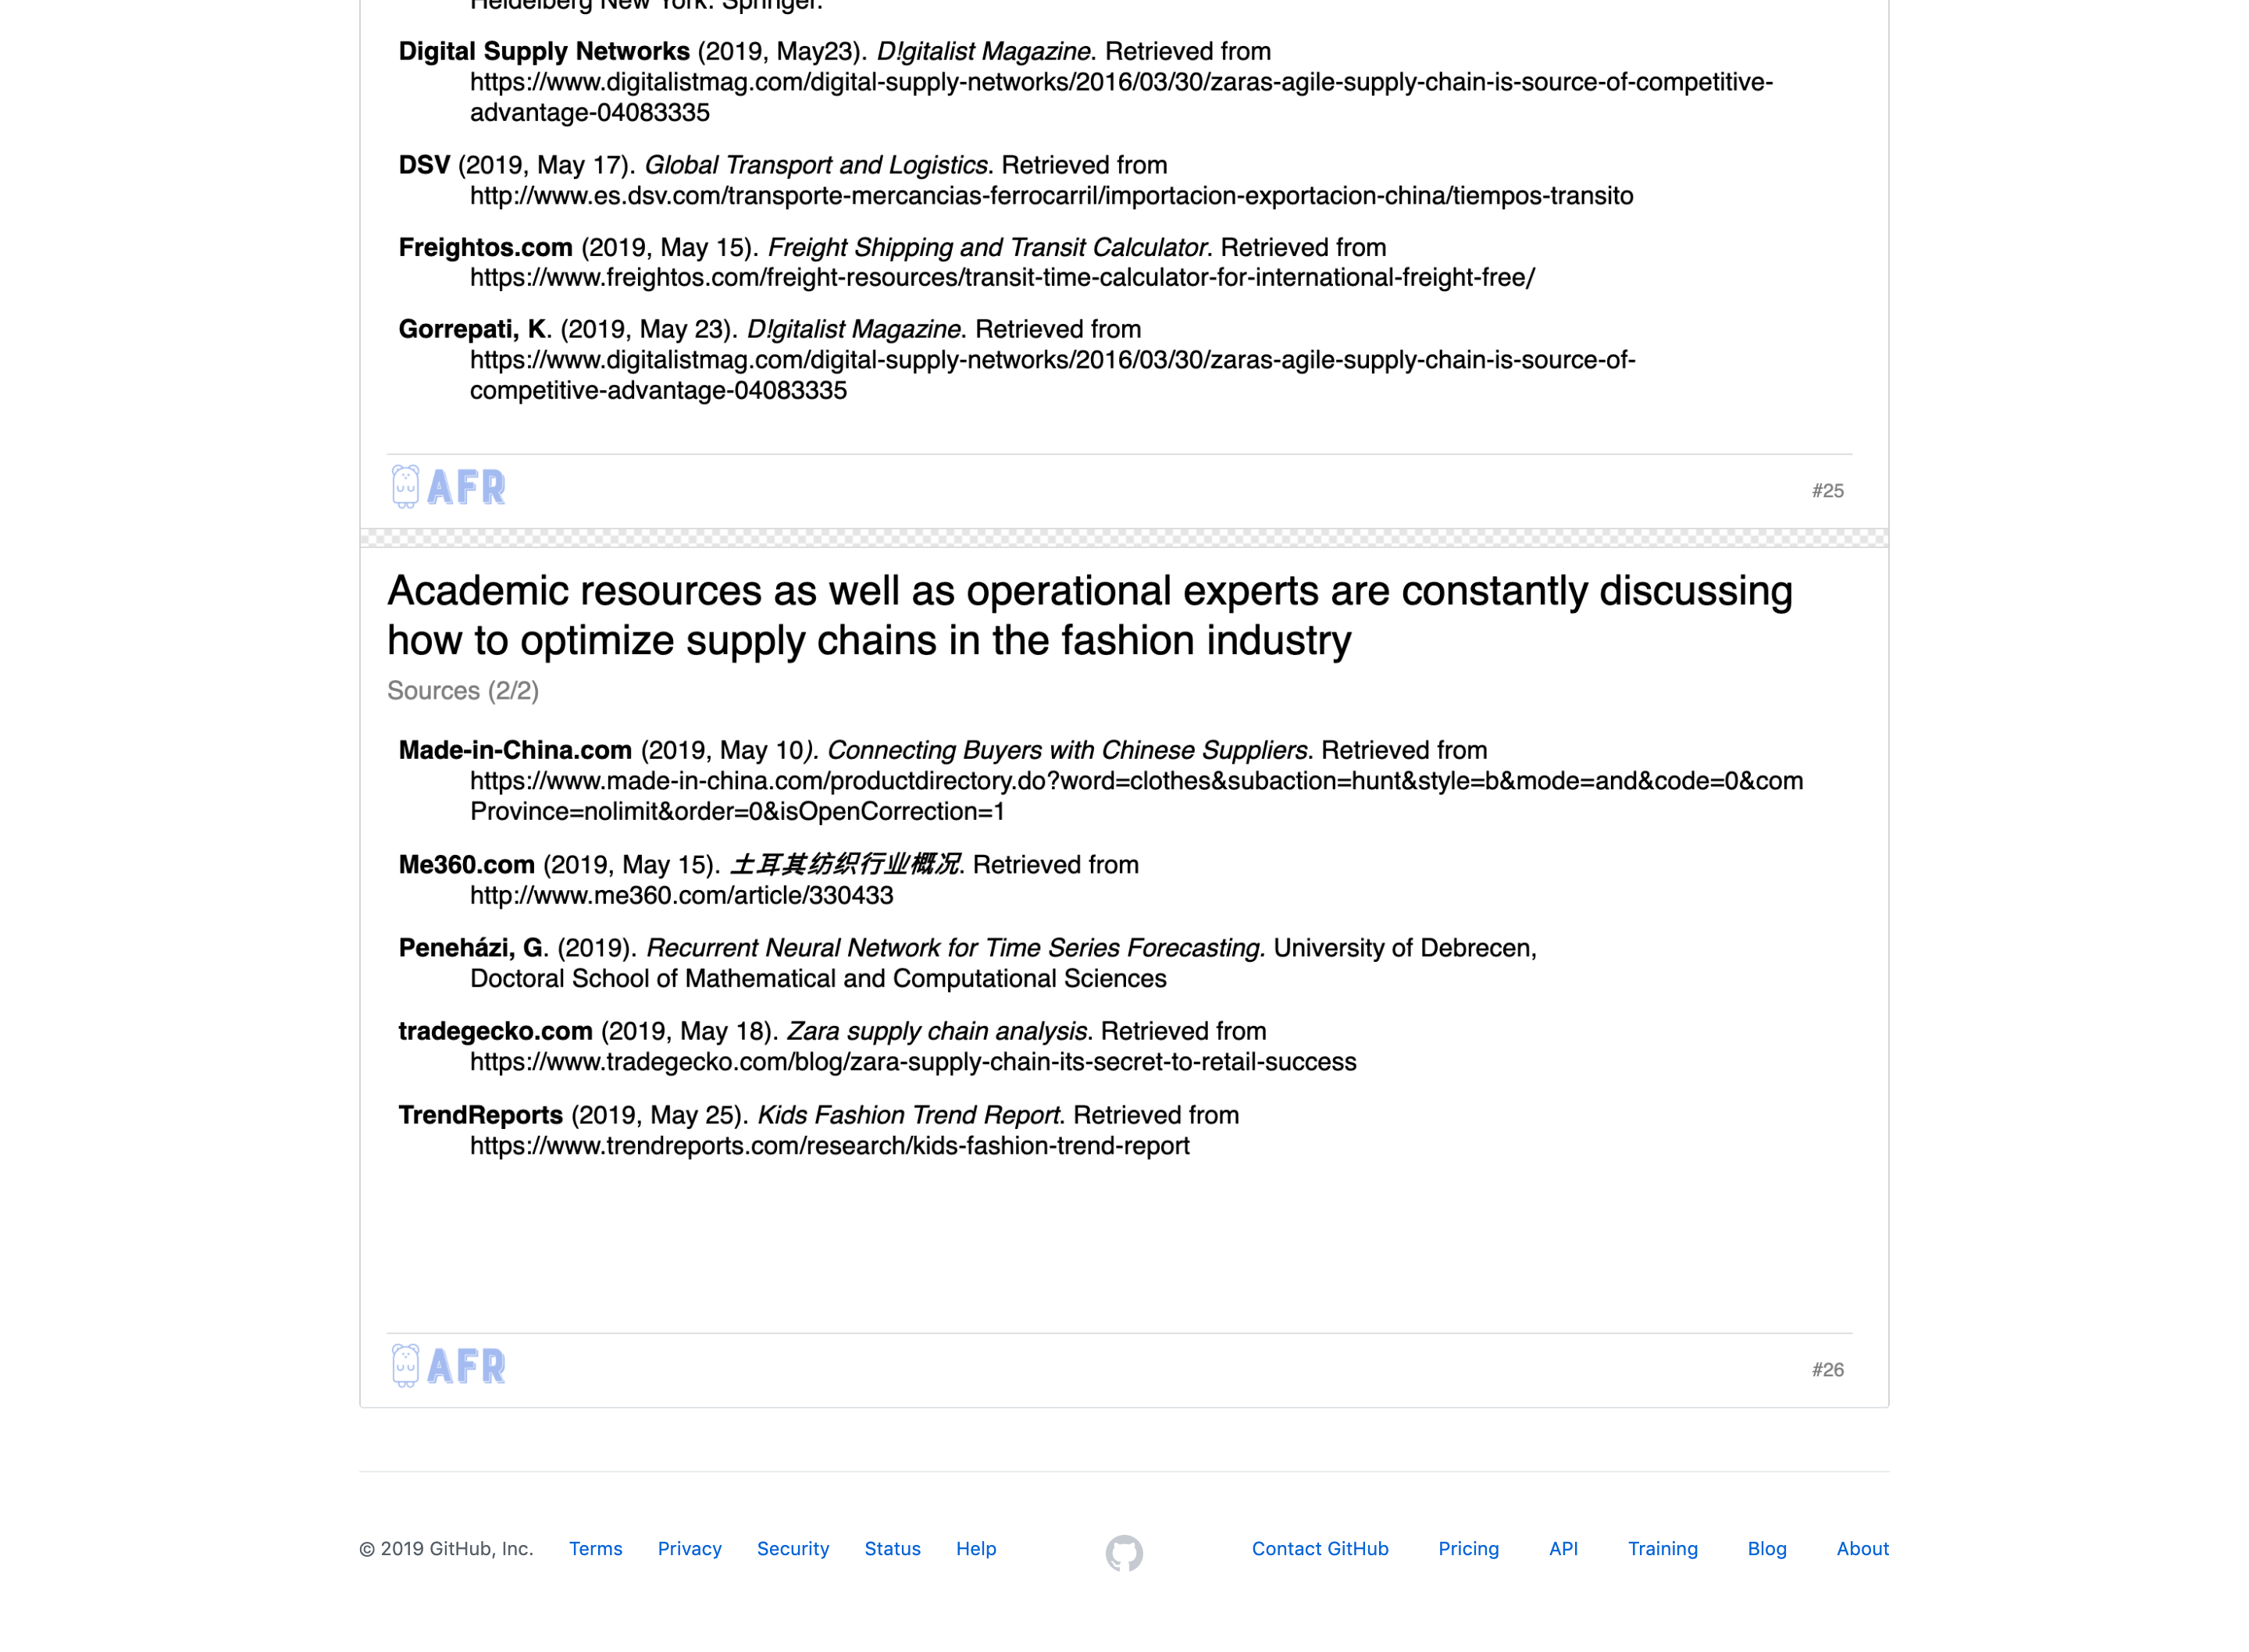 Heidelberg New York: Springer.
Digital Supply Networks (2019, May23). D!gitalist Magazine. Retrieved from
https://www.digitalistmag.com/digital-supply-networks/2016/03/30/zaras-agile-supply-chain-is-source-of-competitive-
advantage-04083335
DSV (2019, May 17). Global Transport and Logistics. Retrieved from
http://www.es.dsv.com/transporte-mercancias-ferrocarril/importacion-exportacion-china/tiempos-transito
Freightos.com (2019, May 15). Freight Shipping and Transit Calculator. Retrieved from
https://www.freightos.com/freight-resources/transit-time-calculator-for-international-freight-free/
Gorrepati, K. (2019, May 23). D!gitalist Magazine. Retrieved from
https://www.digitalistmag.com/digital-supply-networks/2016/03/30/zaras-agile-supply-chain-is-source-of-
competitive-advantage-04083335
AFR
#25
Academic resources as well as operational experts are constantly discussing
how to optimize supply chains in the fashion industry
Sources (2/2)
Made-in-China.com (2019, May 10). Connecting Buyers with Chinese Suppliers. Retrieved from
https://www.made-in-china.com/productdirectory.do?word=clothes&subaction=hunt&style=b&mode=and&code=0&com
Province=nolimit&order=0&isOpenCorrection=1
Me360.com (2019, May 15). 土耳其纺织行业概况. Retrieved from
http://www.me360.com/article/330433
Peneházi, G. (2019). Recurrent Neural Network for Time Series Forecasting. University of Debrecen,
Doctoral School of Mathematical and Computational Sciences
tradegecko.com (2019, May 18). Zara supply chain analysis. Retrieved from
https://www.tradegecko.com/blog/zara-supply-chain-its-secret-to-retail-success
TrendReports (2019, May 25). Kids Fashion Trend Report. Retrieved from
https://www.trendreports.com/research/kids-fashion-trend-report
AFR
#26
© 2019 GitHub, Inc. Terms Privacy Security Status Help Contact GitHub Pricing API Training Blog About